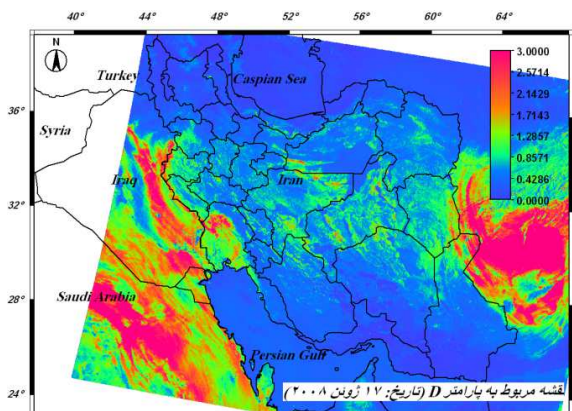 40° 44° 48° 52° 56° 60° 64°
N
Turkey
Caspian Sea
Syria
Iraq
Iran
Saudi Arabia
Persian Gulf
36°
32°
28°
24°
3.0000
2.5714
2.1429
1.7143
1.2857
0.8571
0.4286
0.0000
نقشه مربوط به پارامتر D (تاریخ: ۱۷ ژوئن ۲۰۰۸)